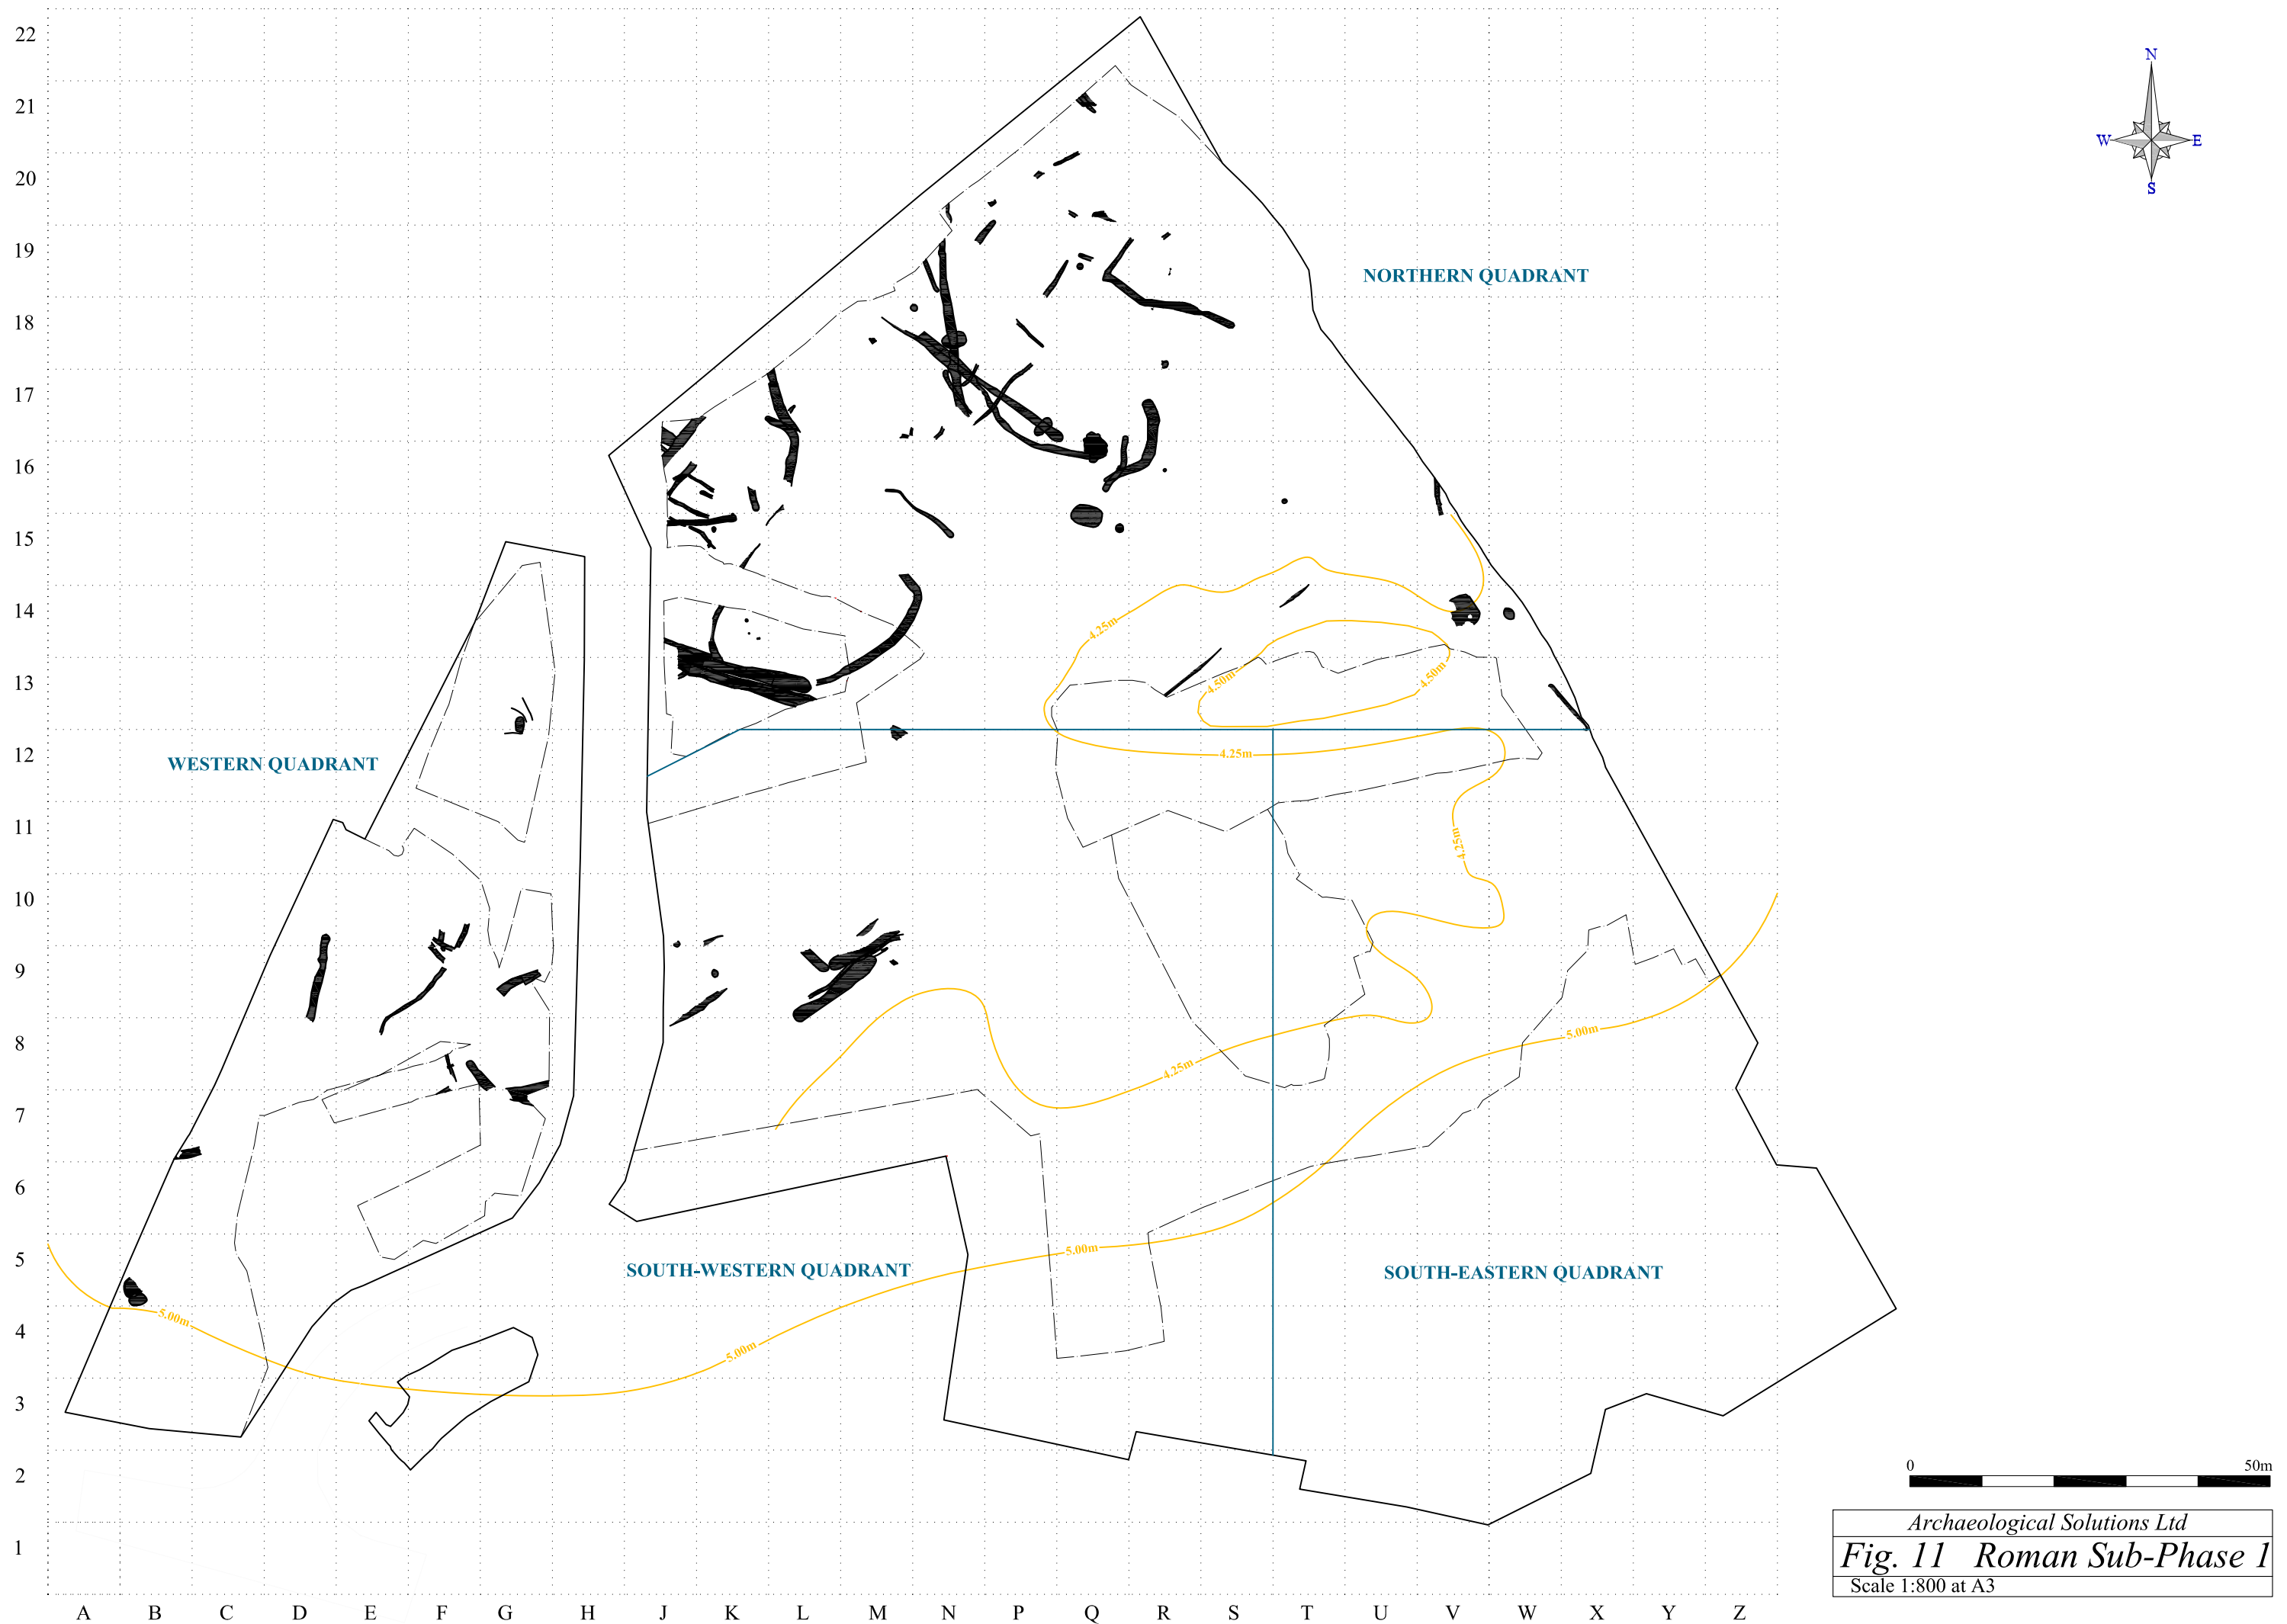 22
N
21
20
W
E
S
19
NORTHERN QUADRANT
18
17
16
15
14
4.25m
13
4.50m
4.50m
12
WESTERN QUADRANT
4.25m
11
4.25m
10
9
8
5.00m
4.25m
7
6
5
5.00m
SOUTH-WESTERN QUADRANT
SOUTH-EASTERN QUADRANT
4
5.00m
5.00m
3
2
0 50m
1
Archaeological Solutions Ltd
Fig. 11 Roman Sub-Phase 1
Scale 1:800 at A3
A B C D E F G H J K L M N P Q R S T U V W X Y Z